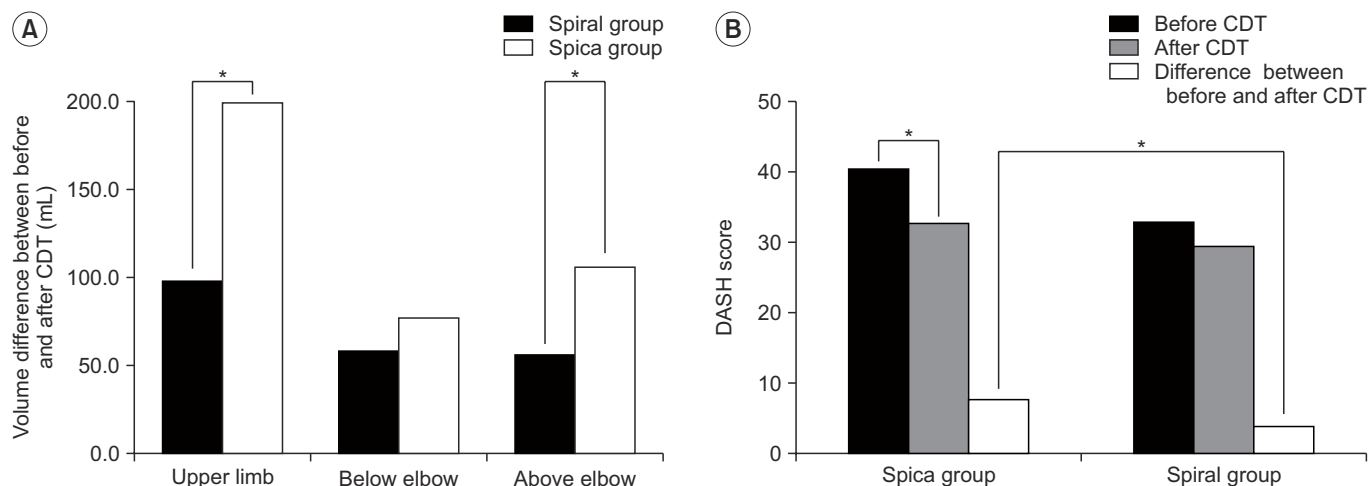 A
Spiral group
Spica group
Volume difference between before
and after CDT (mL)
200.0
150.0
100.0
50.0
0.0
*
*
Upper limb
Below elbow
Above elbow
B
Before CDT
After CDT
Difference between
before and after CDT
DASH score
50
40
30
20
10
0
*
*
Spica group
Spiral group